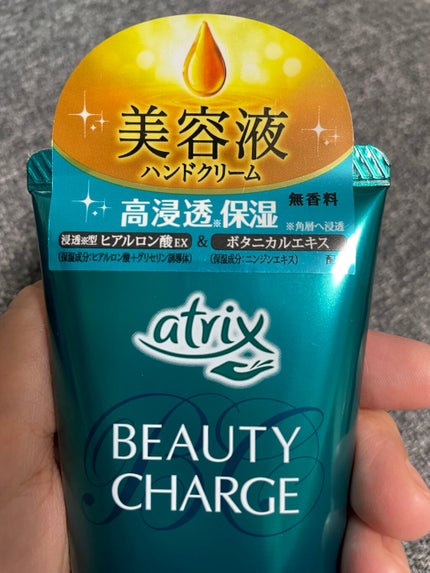 美容液
ハンドクリーム
無香料
高浸透※保湿 ※角層へ浸透
浸透※型 ヒアルロン酸EX & ボタニカルエキス
(保湿成分:ヒアルロン酸+グリセリン誘導体) (保湿成分:ニンジンエキス) 配
atrix
BEAUTY
CHARGE
BC